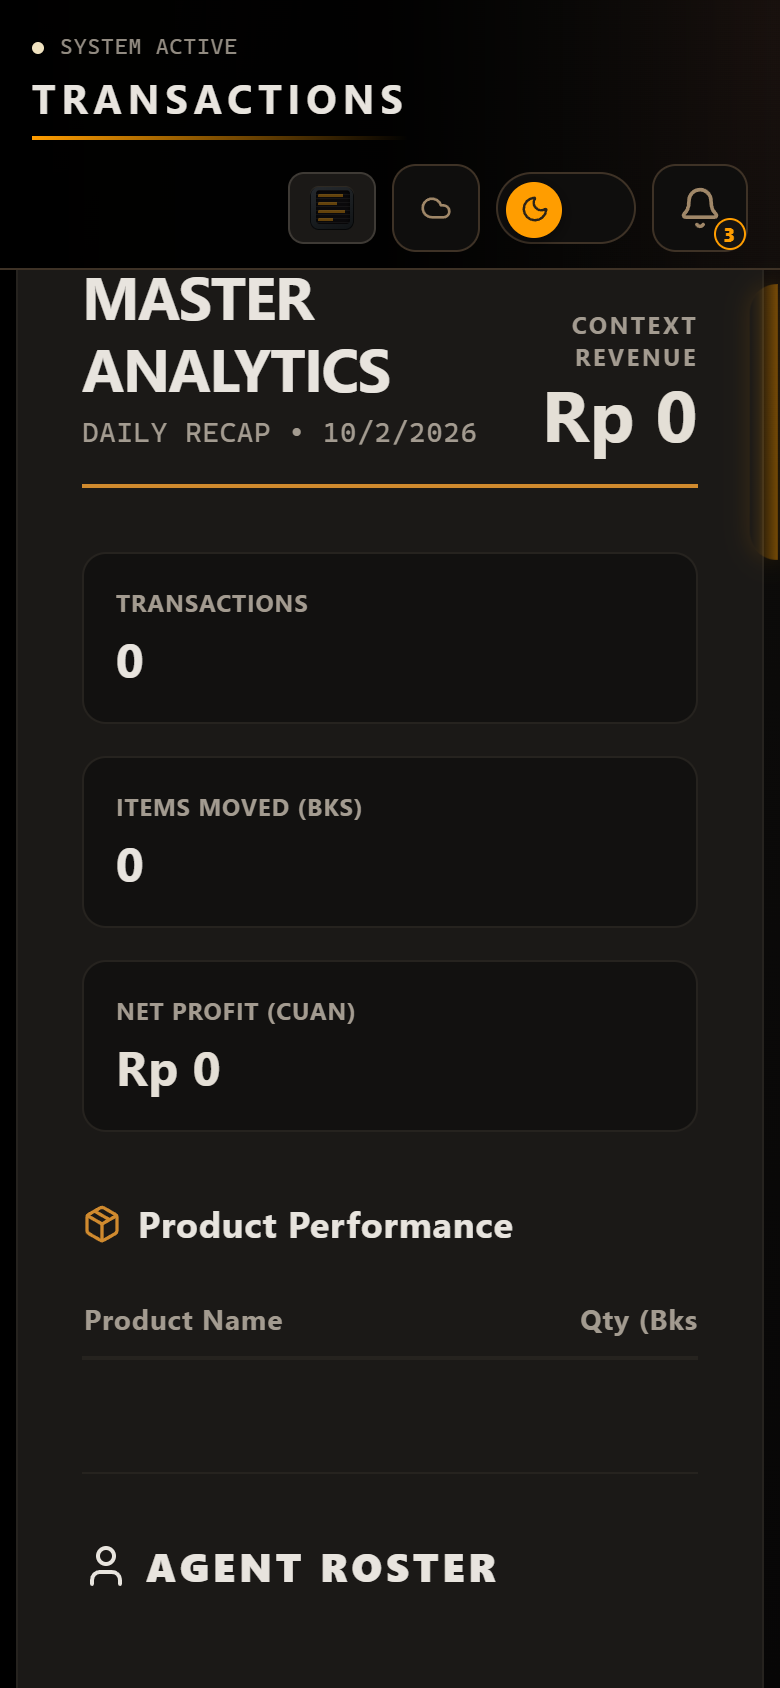 SYSTEM ACTIVE
TRANSACTIONS
3
MASTER
ANALYTICS
DAILY RECAP • 10/2/2026
CONTEXT
REVENUE
Rp 0
TRANSACTIONS
0
ITEMS MOVED (BKS)
0
NET PROFIT (CUAN)
Rp 0
Product Performance
Product Name Qty (Bks
AGENT ROSTER